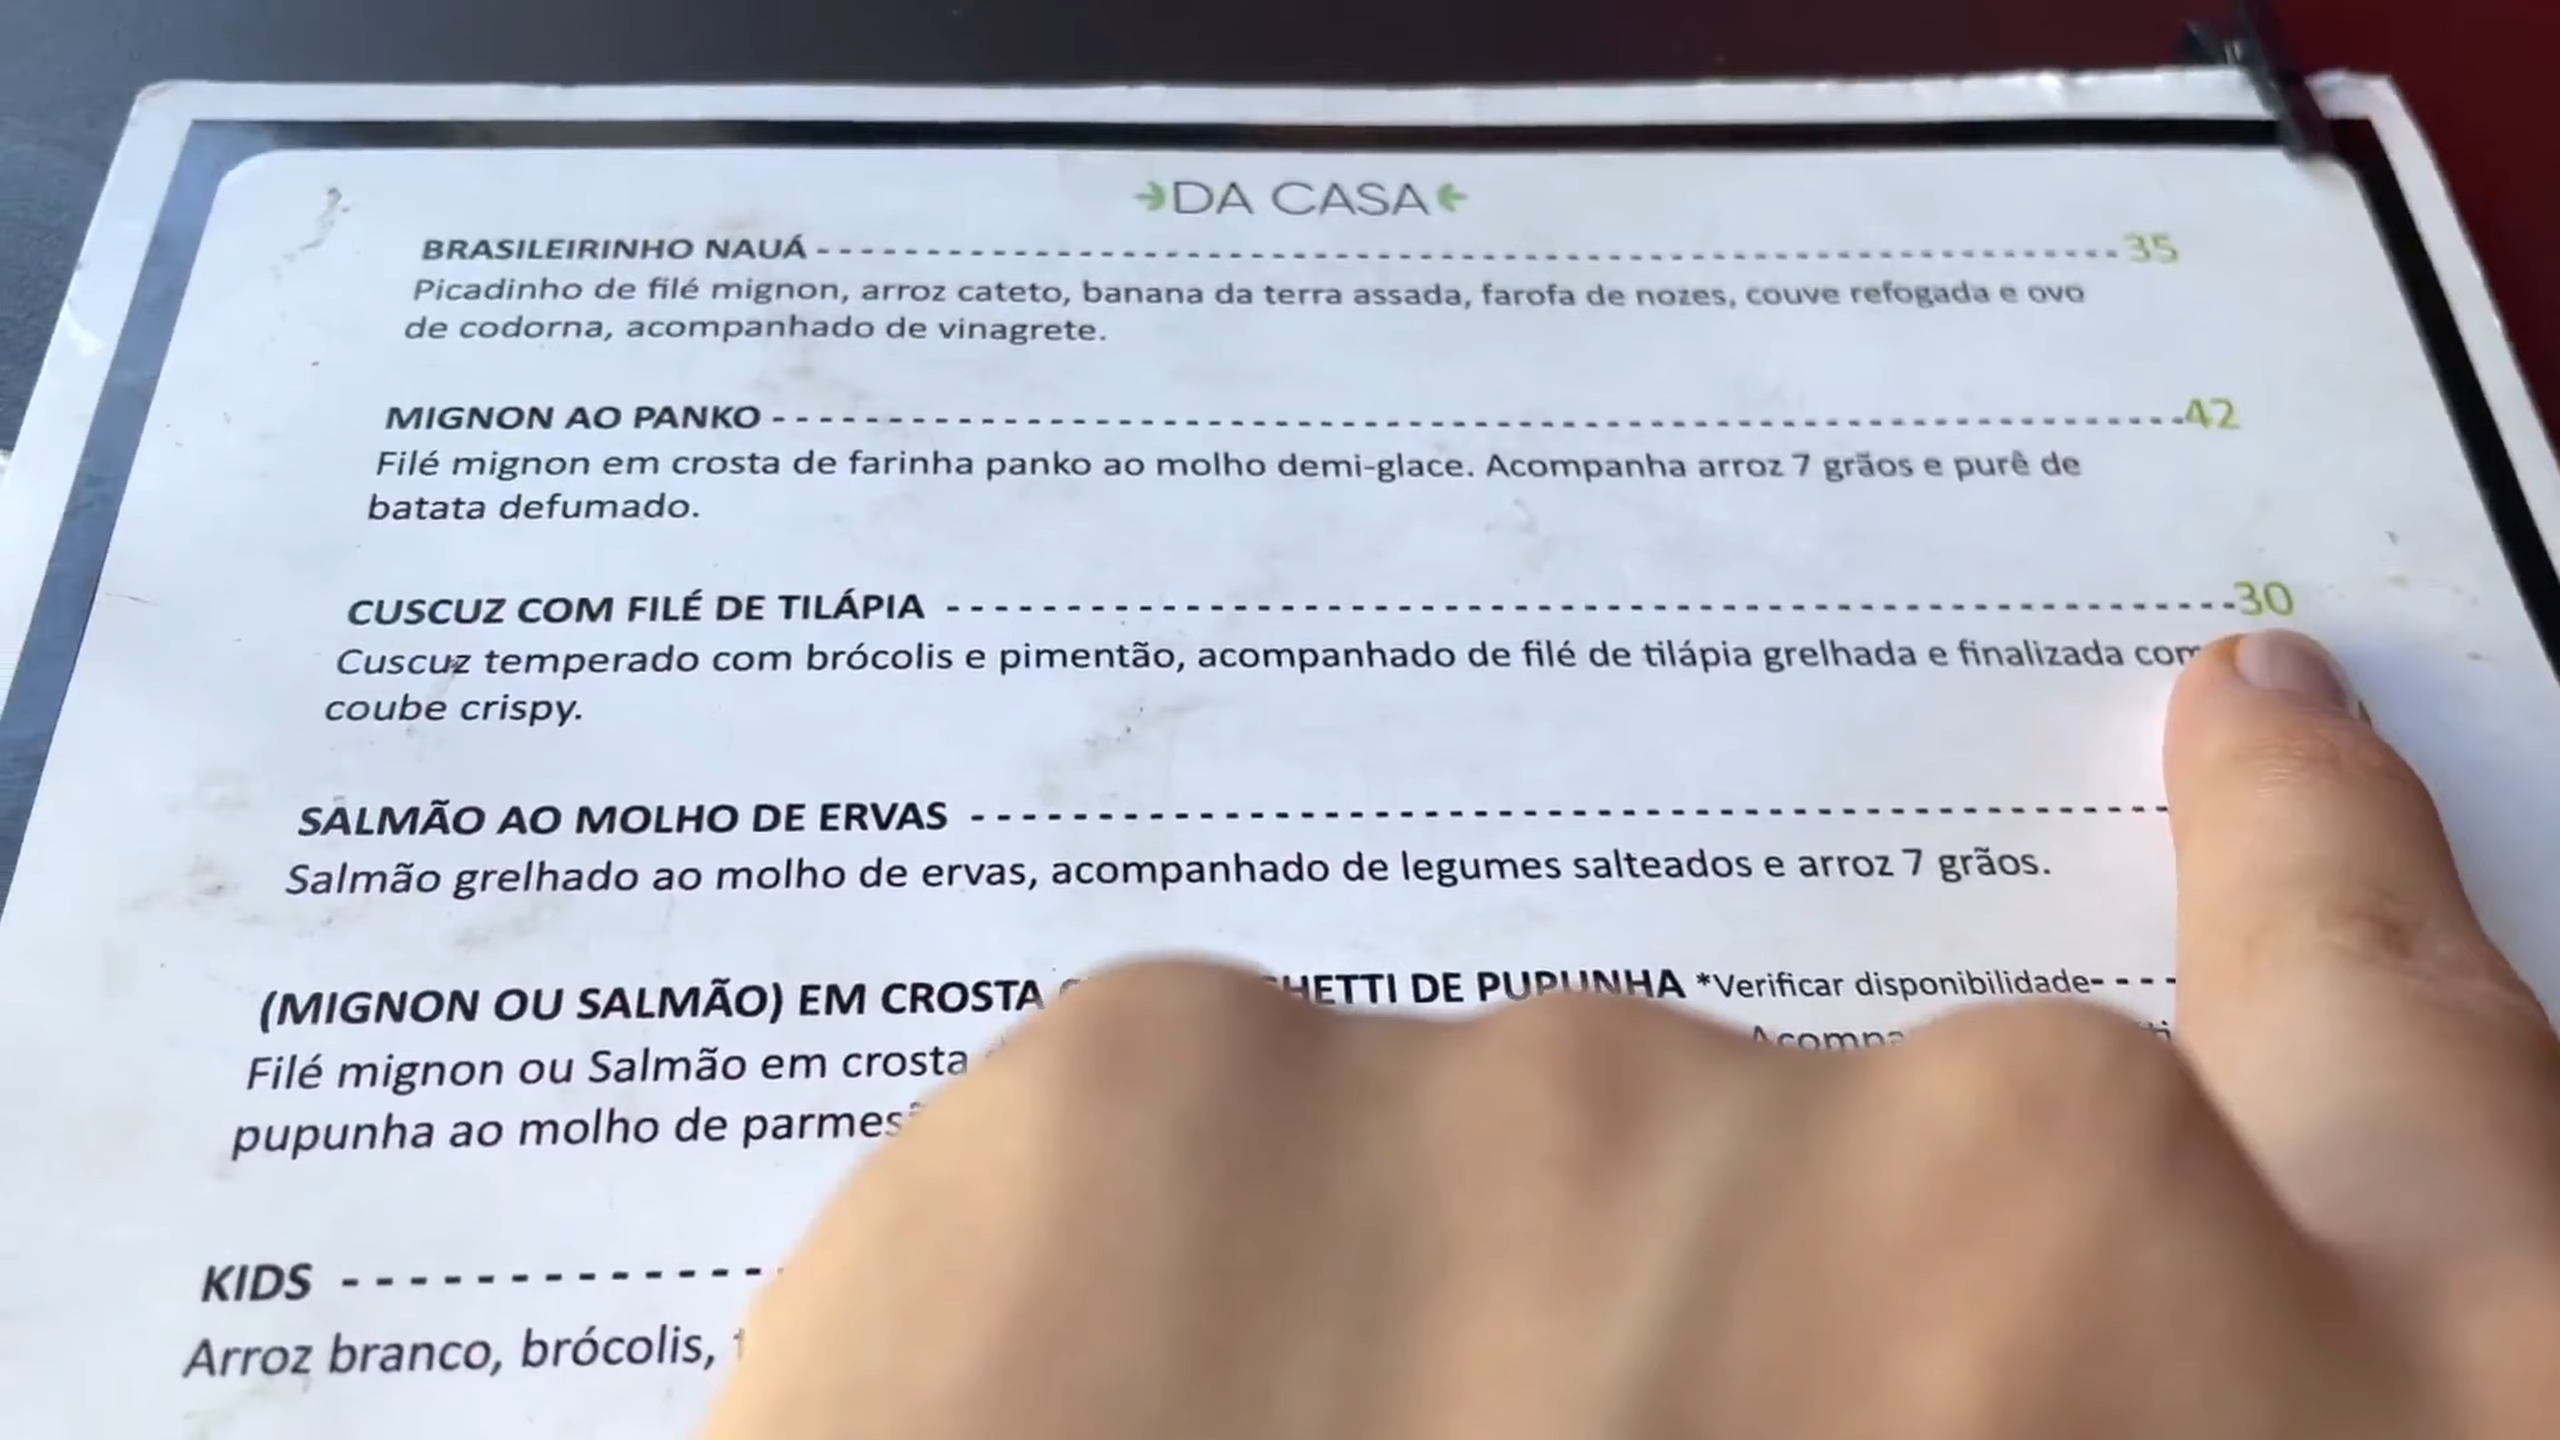 DA CASA
BRASILEIRINHO NAUÁ - - - - - - - - - - - - - - - - - - - - 35
Picadinho de filé mignon, arroz cateto, banana da terra assada, farofa de nozes, couve refogada e ovo
de codorna, acompanhado de vinagrete.
MIGNON AO PANKO - - - - - - - - - - - - - - - - - - - - 42
Filé mignon em crosta de farinha panko ao molho demi-glace. Acompanha arroz 7 grãos e purê de
batata defumado.
CUSCUZ COM FILÉ DE TILÁPIA - - - - - - - - - - - - - - - - - - - - 30
Cuscuz temperado com brócolis e pimentão, acompanhado de filé de tilápia grelhada e finalizada com
coube crispy.
SALMÃO AO MOLHO DE ERVAS - - - - - - - - - - - - - - - - - - - -
Salmão grelhado ao molho de ervas, acompanhado de legumes salteados e arroz 7 grãos.
(MIGNON OU SALMÃO) EM CROSTA DE PUPUNHA *Verificar disponibilidade- - - -
Filé mignon ou Salmão em crosta
pupunha ao molho de
KIDS - - - - - - - - - - - - -
Arroz branco, brócolis,